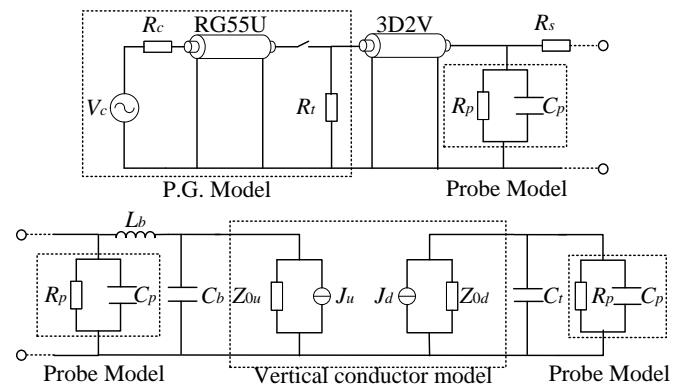 Rc RG55U 3D2V Rs
Vc Rt Rp Cp
P.G. Model Probe Model
Lb
Rp Cp Cb Z0u Ju Jd Z0d Ct Rp Cp
Probe Model Vertical conductor model Probe Model